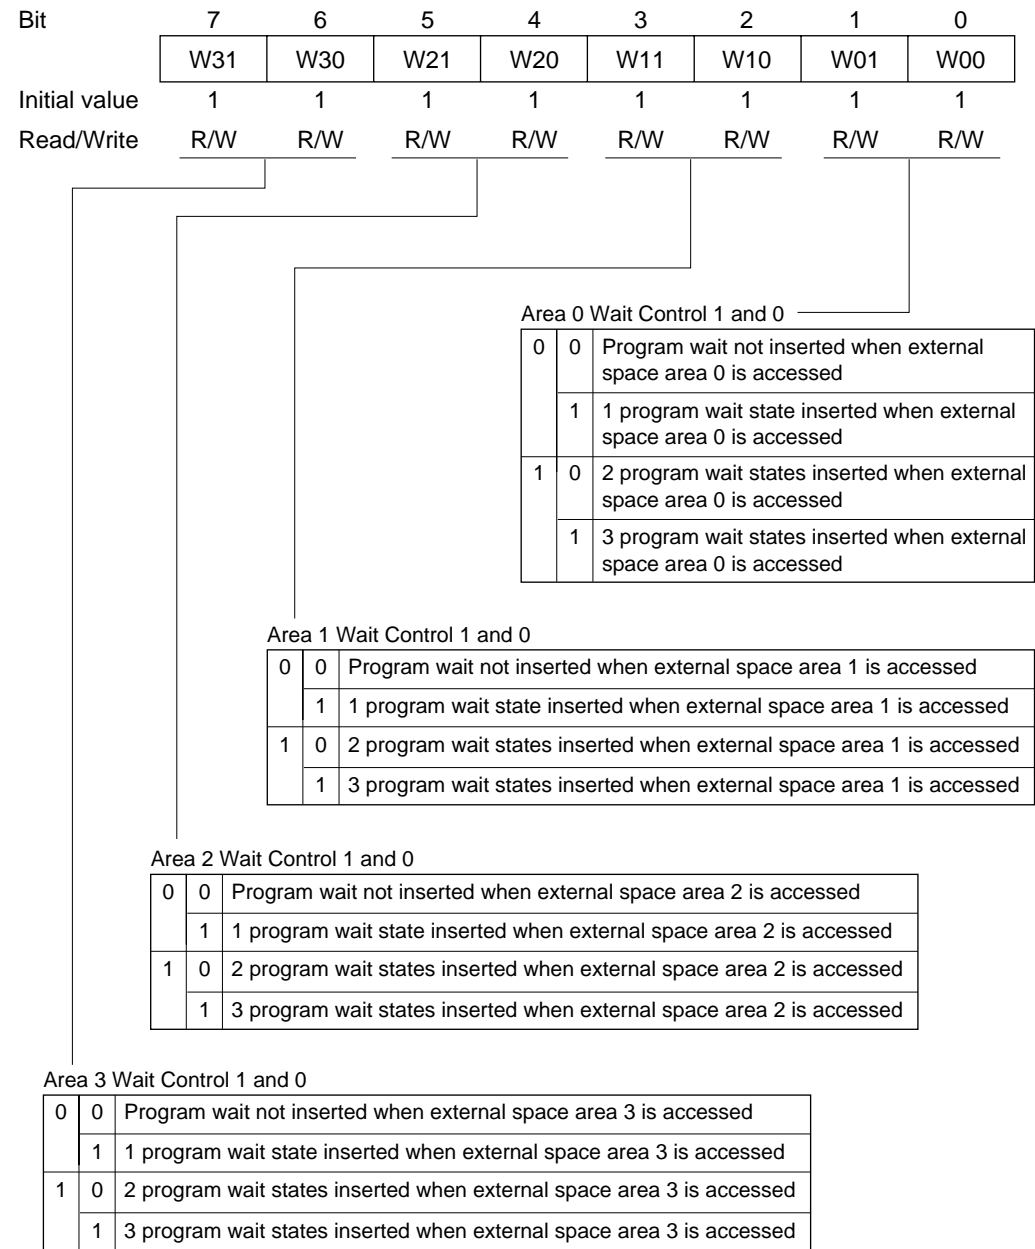 Bit 7 6 5 4 3 2 1 0
W31 W30 W21 W20 W11 W10 W01 W00
Initial value 1 1 1 1 1 1 1 1
Read/Write R/W R/W R/W R/W R/W R/W R/W R/W
Area 0 Wait Control 1 and 0
0 0 Program wait not inserted when external
space area 0 is accessed
1 1 program wait state inserted when external
space area 0 is accessed
1 0 2 program wait states inserted when external
space area 0 is accessed
1 3 program wait states inserted when external
space area 0 is accessed
Area 1 Wait Control 1 and 0
0 0 Program wait not inserted when external space area 1 is accessed
1 1 program wait state inserted when external space area 1 is accessed
1 0 2 program wait states inserted when external space area 1 is accessed
1 3 program wait states inserted when external space area 1 is accessed
Area 2 Wait Control 1 and 0
0 0 Program wait not inserted when external space area 2 is accessed
1 1 program wait state inserted when external space area 2 is accessed
1 0 2 program wait states inserted when external space area 2 is accessed
1 3 program wait states inserted when external space area 2 is accessed
Area 3 Wait Control 1 and 0
0 0 Program wait not inserted when external space area 3 is accessed
1 1 program wait state inserted when external space area 3 is accessed
1 0 2 program wait states inserted when external space area 3 is accessed
1 3 program wait states inserted when external space area 3 is accessed